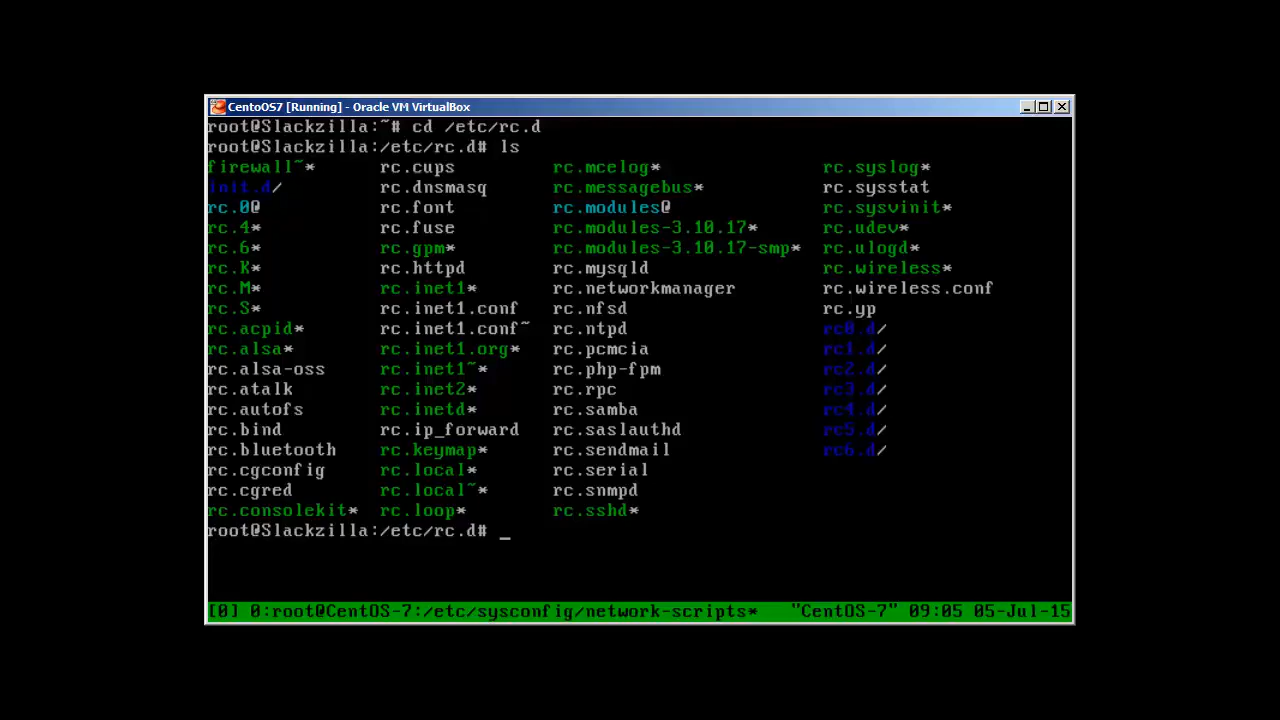 CentoOS7 [Running] - Oracle VM VirtualBox
root@Slackzilla:~# cd /etc/rc.d
root@Slackzilla:/etc/rc.d# ls
firewall~* rc.cups rc.mcelog* rc.syslog*
init.d/ rc.dnsmasq rc.messagebus* rc.sysstat
rc.0@ rc.font rc.modules@ rc.sysvinit*
rc.4* rc.fuse rc.modules-3.10.17* rc.udev*
rc.6* rc.gpm* rc.modules-3.10.17-smp* rc.ulogd*
rc.K* rc.httpd rc.mysqld rc.wireless*
rc.M* rc.inet1* rc.networkmanager rc.wireless.conf
rc.S* rc.inet1.conf rc.nfsd rc.yp
rc.acpid* rc.inet1.conf~ rc.ntpd rc0.d/
rc.alsa* rc.inet1.org* rc.pcmcia rc1.d/
rc.alsa-oss rc.inet1~* rc.php-fpm rc2.d/
rc.atalk rc.inet2* rc.rpc rc3.d/
rc.autofs rc.inetd* rc.samba rc4.d/
rc.bind rc.ip_forward rc.saslauthd rc5.d/
rc.bluetooth rc.keymap* rc.sendmail rc6.d/
rc.cgconfig rc.local* rc.serial
rc.cgred rc.local~* rc.snmpd
rc.consolekit* rc.loop* rc.sshd*
root@Slackzilla:/etc/rc.d# _
[0] 0:root@CentOS-7:/etc/sysconfig/network-scripts* "CentOS-7" 09:05 05-Jul-15